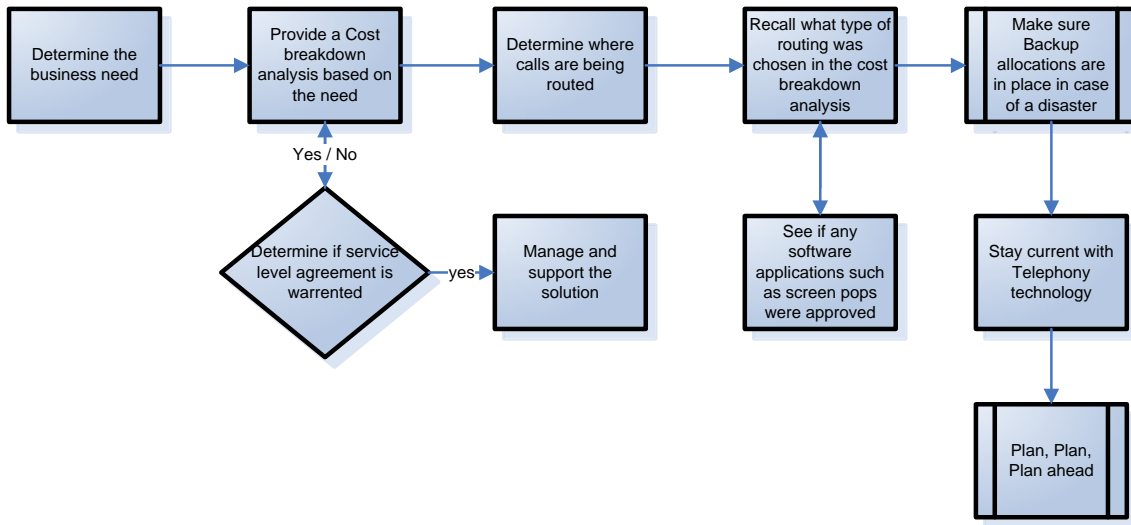 Determine the
business need
Provide a Cost
breakdown
analysis based on
the need
Determine where
calls are being
routed
Recall what type of
routing was
chosen in the cost
breakdown
analysis
Make sure
Backup
allocations are
in place in case
of a disaster
Yes / No
Determine if service
level agreement is
warrented
yes
Manage and
support the
solution
See if any
software
applications such
as screen pops
were approved
Stay current with
Telephony
technology
Plan, Plan,
Plan ahead